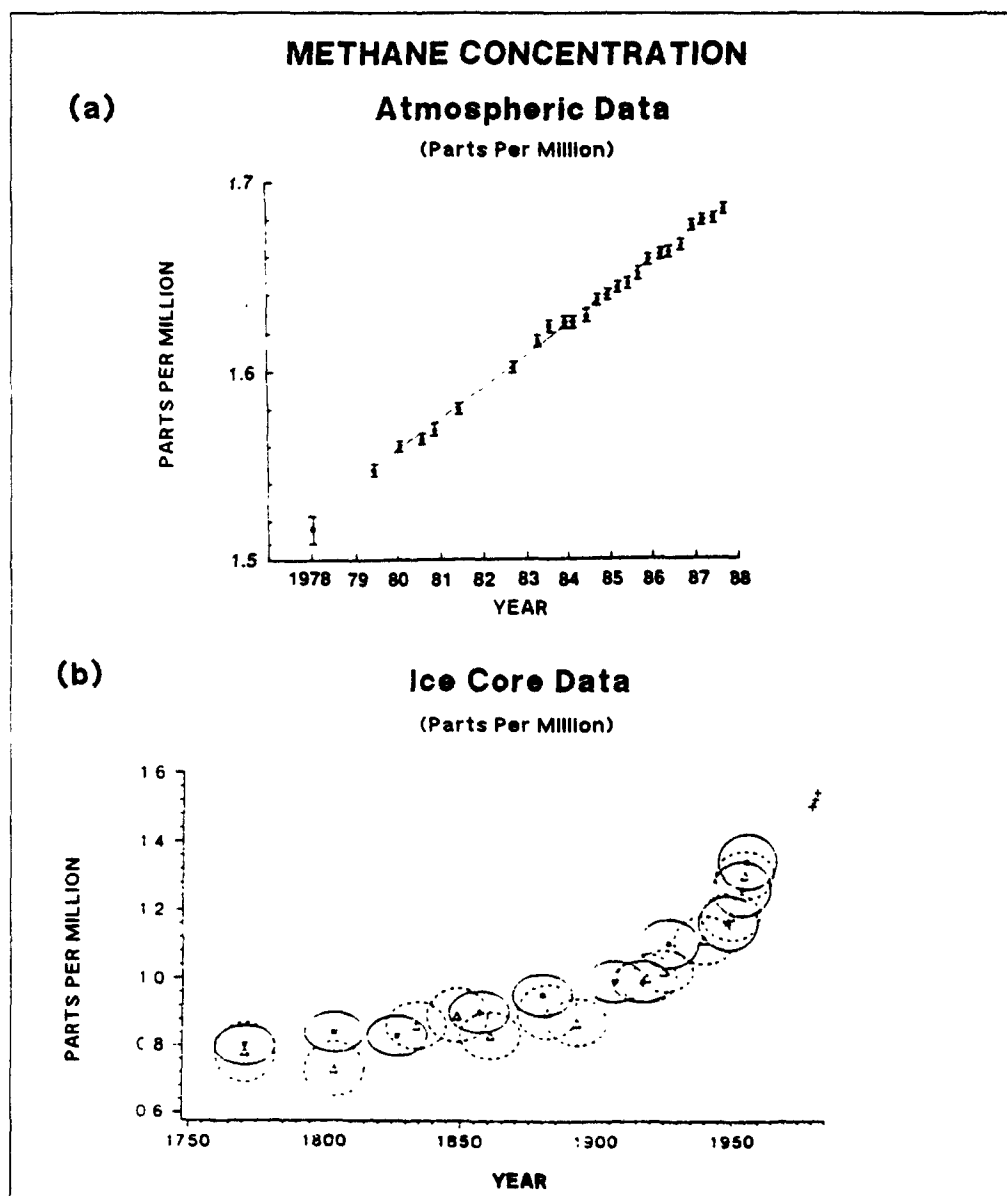 METHANE CONCENTRATION
(a)
Atmospheric Data
(Parts Per Million)
1.7
1.6
1.5
PARTS PER MILLION
1978 79 80 81 82 83 84 85 86 87 88
YEAR
(b)
Ice Core Data
(Parts Per Million)
1 6
1 4
1 2
1 0
0 8
0 6
PARTS PER MILLION
1750 1800 1850 1900 1950
YEAR